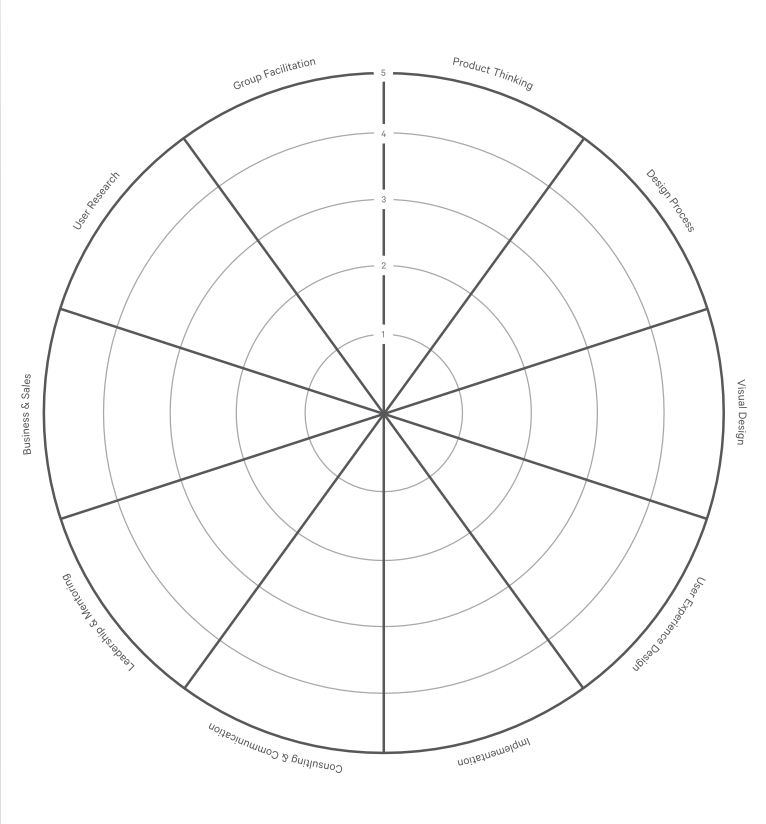 Group Facilitation
Product Thinking
5
4
3
2
1
User Research
Design Process
Business & Sales
Visual Design
Leadership & Mentoring
User Experience Design
Consulting & Communication
Implementation